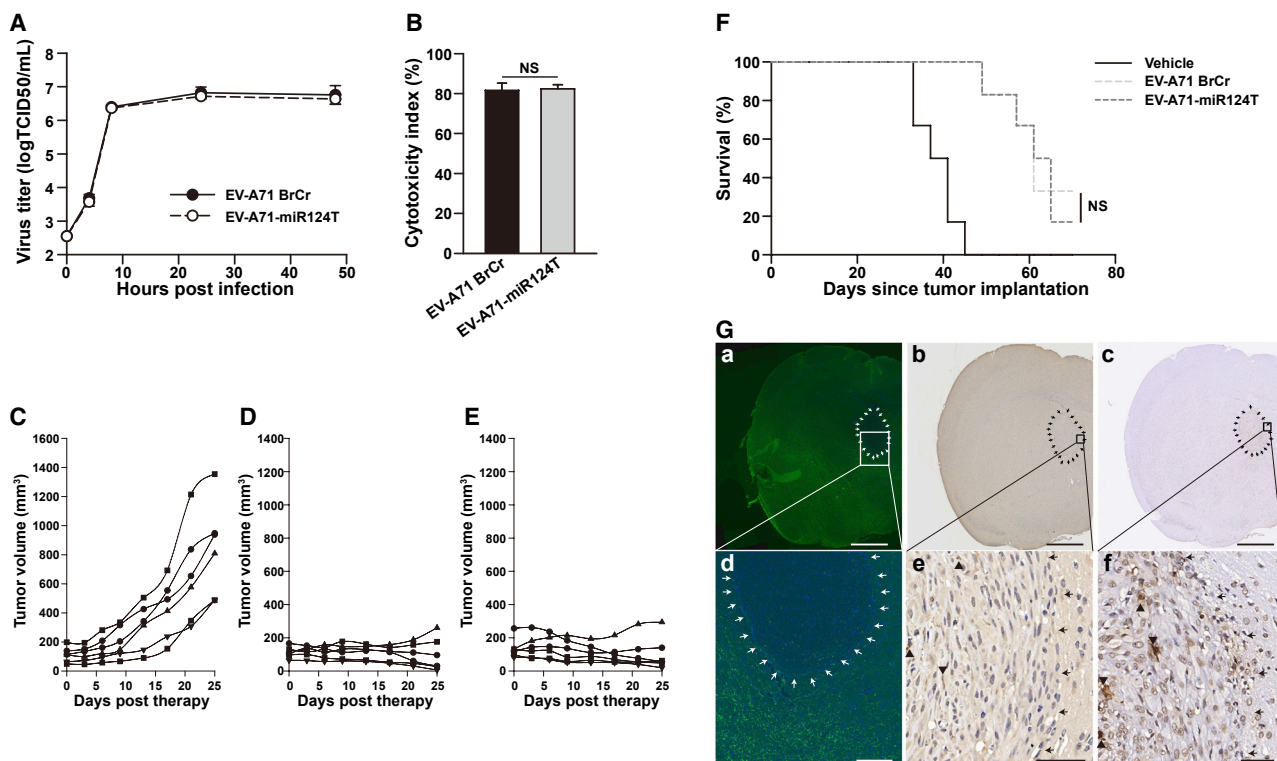 A
Virus titer (logTCID50/mL)
8
7
6
5
4
3
2
EV-A71 BrCr
EV-A71-miR124T
0 10 20 30 40 50
Hours post infection
B
Cytotoxicity index (%)
100
80
60
40
20
0
NS
EV-A71 BrCr
EV-A71-miR124T
F
Survival (%)
100
80
60
40
20
0
Vehicle
EV-A71 BrCr
EV-A71-miR124T
NS
0 20 40 60 80
Days since tumor implantation
C
Tumor volume (mm³)
1600
1400
1200
1000
800
600
400
200
0
0 5 10 15 20 25
Days post therapy
D
Tumor volume (mm³)
1400
1200
1000
800
600
400
200
0
0 5 10 15 20 25
Days post therapy
E
Tumor volume (mm³)
1400
1200
1000
800
600
400
200
0
0 5 10 15 20 25
Days post therapy
G
a
b
c
d
e
f